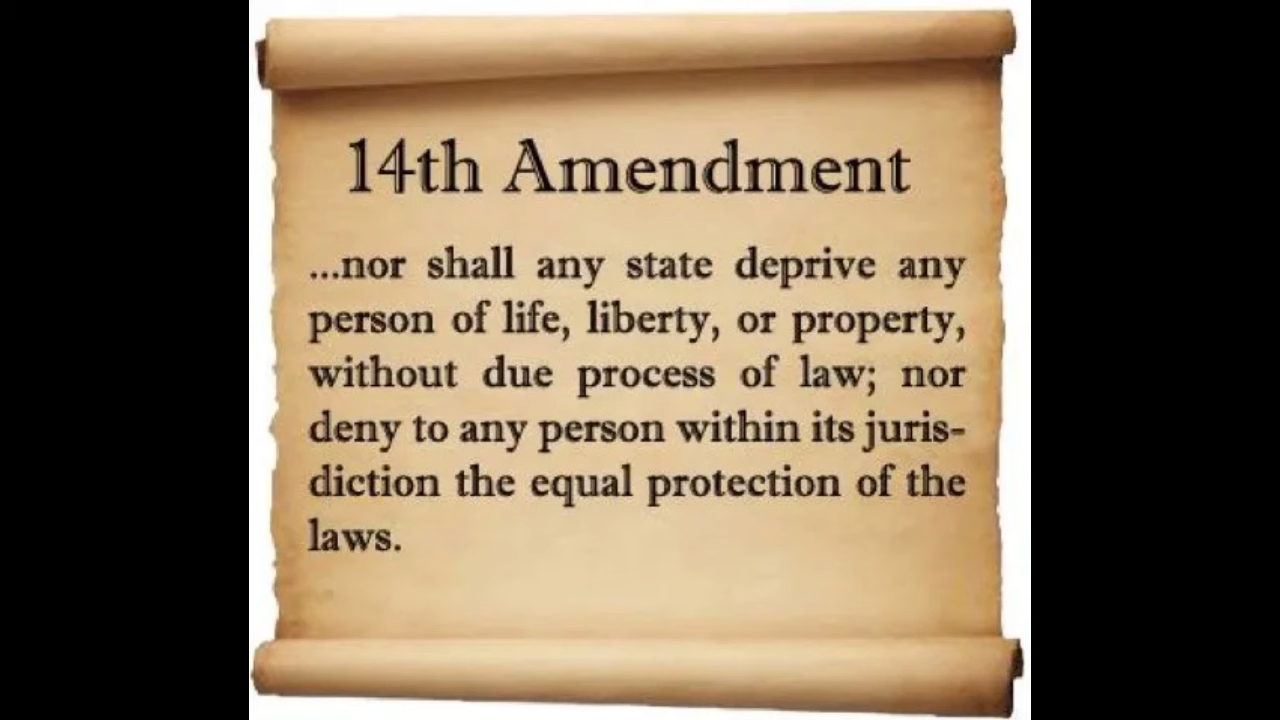 14th Amendment
...nor shall any state deprive any
person of life, liberty, or property,
without due process of law; nor
deny to any person within its juris-
diction the equal protection of the
laws.